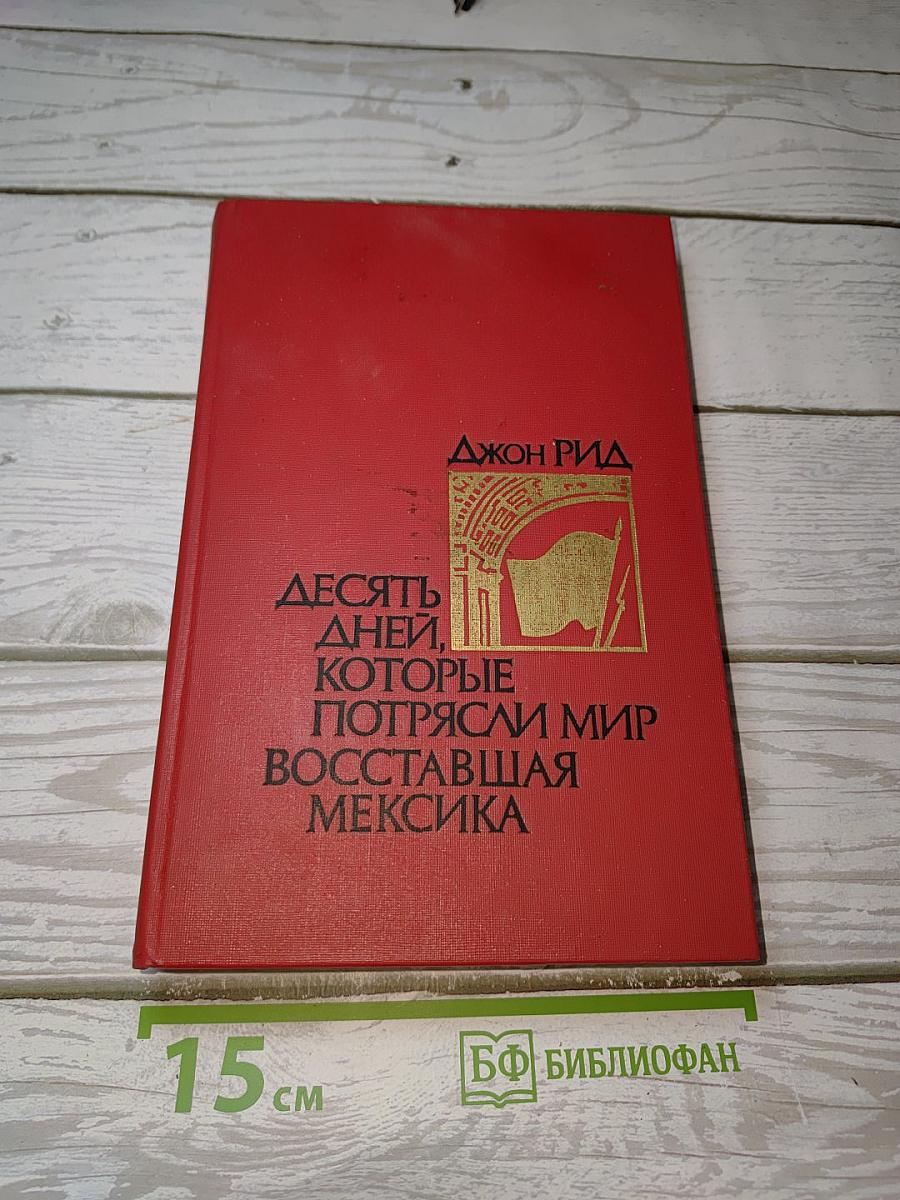 Джон РИД
ДЕСЯТЬ
ДНЕЙ,
КОТОРЫЕ
ПОТРЯСЛИ МИР
ВОССТАВШАЯ
МЕКСИКА
15 см
БФ БИБЛИОФАН